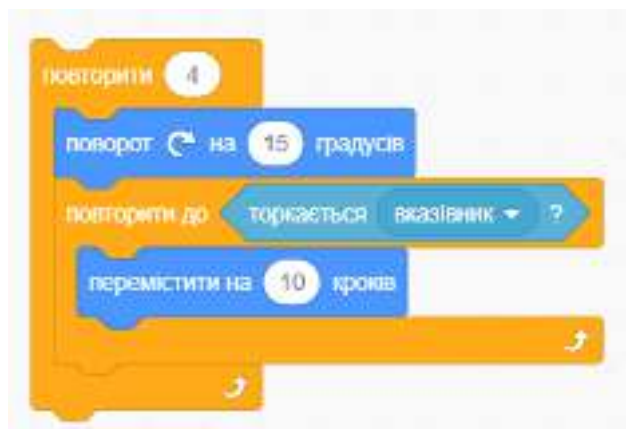 повторити 4
поворот на 15 градусів
повторити до торкається вказівник ?
перемістити на 10 кроків